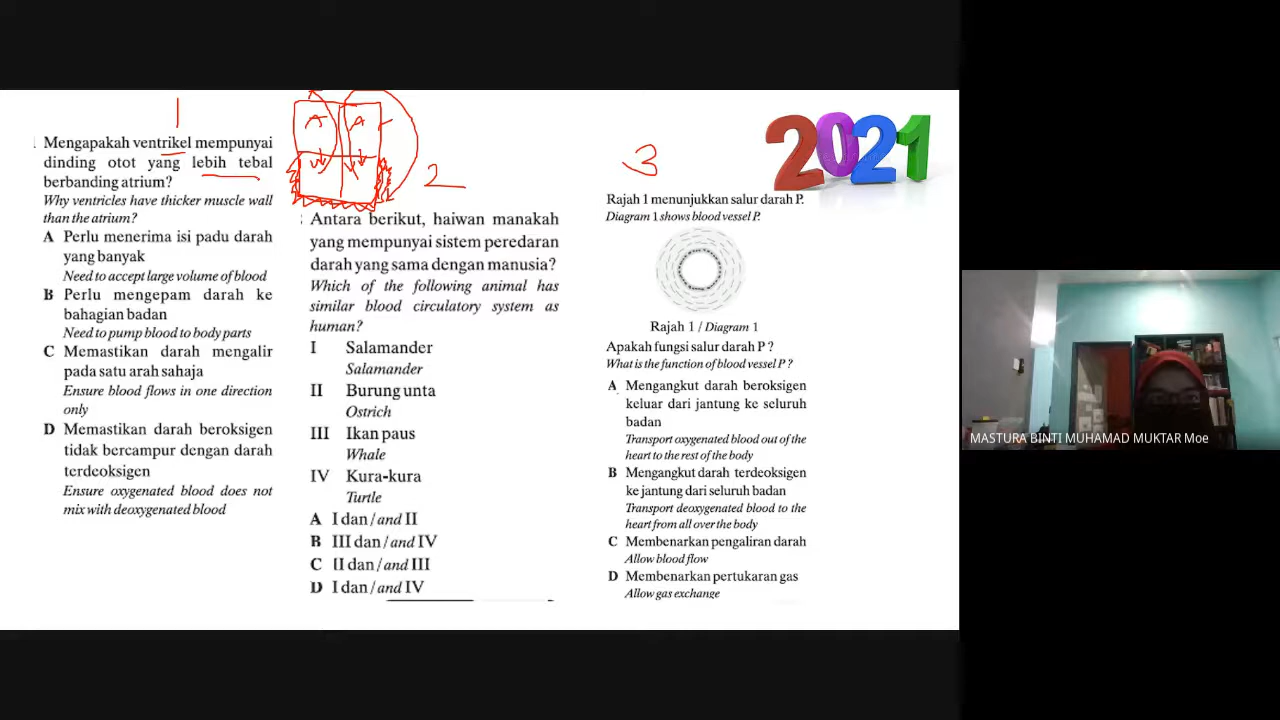 1
Mengapakah ventrikel mempunyai
dinding otot yang lebih tebal
berbanding atrium?
Why ventricles have thicker muscle wall
than the atrium?
A Perlu menerima isi padu darah
yang banyak
Need to accept large volume of blood
B Perlu mengepam darah ke
bahagian badan
Need to pump blood to body parts
C Memastikan darah mengalir
pada satu arah sahaja
Ensure blood flows in one direction
only
D Memastikan darah beroksigen
tidak bercampur dengan darah
terdeoksigen
Ensure oxygenated blood does not
mix with deoxygenated blood
A A
2
Antara berikut, haiwan manakah
yang mempunyai sistem peredaran
darah yang sama dengan manusia?
Which of the following animal has
similar blood circulatory system as
human?
I Salamander
Salamander
II Burung unta
Ostrich
III Ikan paus
Whale
IV Kura-kura
Turtle
A I dan / and II
B III dan / and IV
C II dan / and III
D I dan / and IV
3
2021
Rajah 1 menunjukkan salur darah P.
Diagram 1 shows blood vessel P.
Rajah 1 / Diagram 1
Apakah fungsi salur darah P ?
What is the function of blood vessel P ?
A Mengangkut darah beroksigen
keluar dari jantung ke seluruh
badan
Transport oxygenated blood out of the
heart to the rest of the body
B Mengangkut darah terdeoksigen
ke jantung dari seluruh badan
Transport deoxygenated blood to the
heart from all over the body
C Membenarkan pengaliran darah
Allow blood flow
D Membenarkan pertukaran gas
Allow gas exchange
MASTURA BINTI MUHAMAD MUKTAR Moe